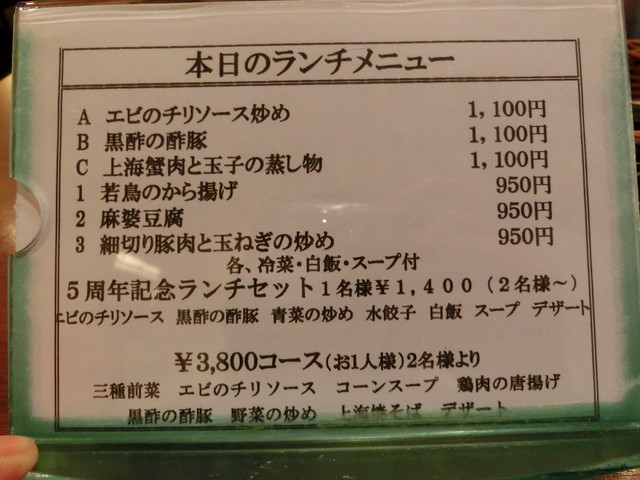 本日のランチメニュー
A エビのチリソース炒め 1,100円
B 黒酢の酢豚 1,100円
C 上海蟹肉と玉子の蒸し物 1,100円
1 若鳥のから揚げ 950円
2 麻婆豆腐 950円
3 細切り豚肉と玉ねぎの炒め 950円
各、冷菜・白飯・スープ付
5周年記念ランチセット1名様¥1,400(2名様~)
エビのチリソース 黒酢の酢豚 青菜の炒め 水餃子 白飯 スープ デザート
¥3,800コース(お1人様)2名様より
三種前菜 エビのチリソース コーンスープ 鶏肉の唐揚げ
黒酢の酢豚 野菜の炒め 上海焼そば デザート